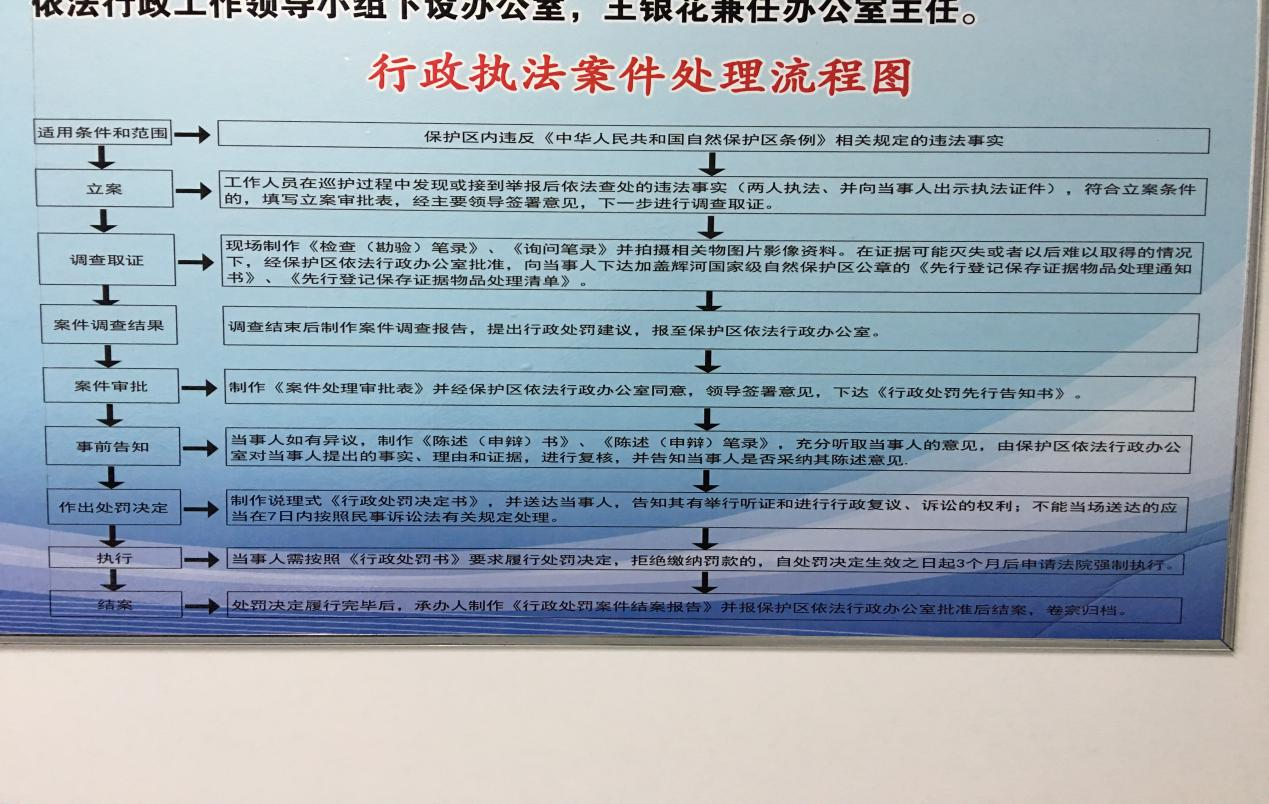 依法行政工作领导小组下设办公室，王银花兼任办公室主任。
行政执法案件处理流程图
适用条件和范围
保护区内违反《中华人民共和国自然保护区条例》相关规定的违法事实
立案
工作人员在巡护过程中发现或接到举报后依法查处的违法事实（两人执法、并向当事人出示执法证件），符合立案条件
的，填写立案审批表，经主要领导签署意见，下一步进行调查取证。
调查取证
现场制作《检查（勘验）笔录》、《询问笔录》并拍摄相关物图片影像资料。在证据可能灭失或者以后难以取得的情况
下，经保护区依法行政办公室批准，向当事人下达加盖辉河国家级自然保护区公章的《先行登记保存证据物品处理通知
书》、《先行登记保存证据物品处理清单》。
案件调查结果
调查结束后制作案件调查报告，提出行政处罚建议，报至保护区依法行政办公室。
案件审批
制作《案件处理审批表》并经保护区依法行政办公室同意，领导签署意见，下达《行政处罚先行告知书》。
事前告知
当事人如有异议，制作《陈述（申辩）书》、《陈述（申辩）笔录》，充分听取当事人的意见，由保护区依法行政办公
室对当事人提出的事实、理由和证据，进行复核，并告知当事人是否采纳其陈述意见.
作出处罚决定
制作说理式《行政处罚决定书》，并送达当事人，告知其有举行听证和进行行政复议、诉讼的权利；不能当场送达的应
当在7日内按照民事诉讼法有关规定处理。
执行
当事人需按照《行政处罚书》要求履行处罚决定，拒绝缴纳罚款的，自处罚决定生效之日起3个月后申请法院强制执行。
结案
处罚决定履行完毕后，承办人制作《行政处罚案件结案报告》并报保护区依法行政办公室批准后结案，卷宗归档。